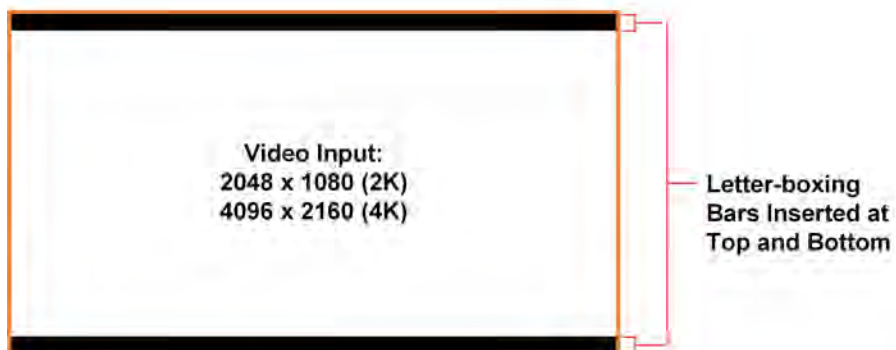 Video Input:
2048 x 1080 (2K)
4096 x 2160 (4K)
Letter-boxing
Bars Inserted at
Top and Bottom